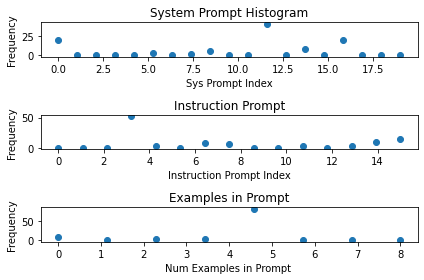 System Prompt Histogram
Frequency
25
0
0.0 2.5 5.0 7.5 10.0 12.5 15.0 17.5
Sys Prompt Index
Instruction Prompt
Frequency
50
0
0 2 4 6 8 10 12 14
Instruction Prompt Index
Examples in Prompt
Frequency
50
0
0 1 2 3 4 5 6 7 8
Num Examples in Prompt